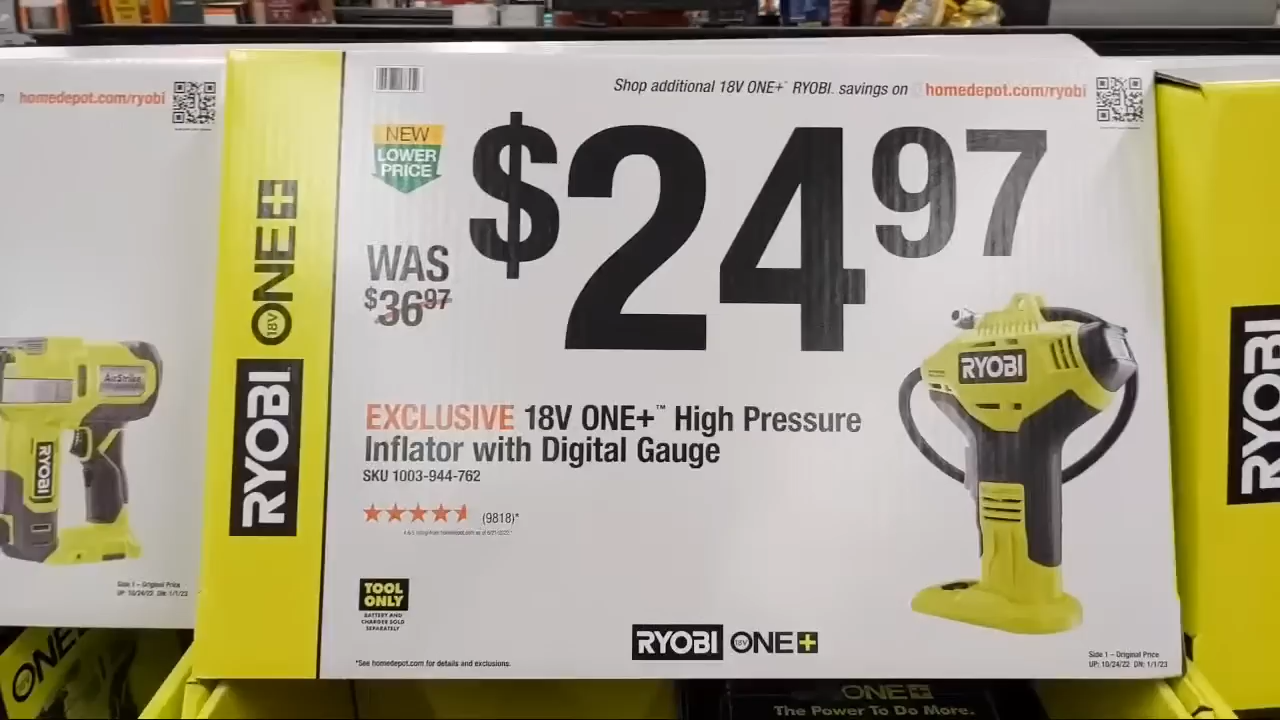 homedepot.com/ryobi
AirStrike
RYOBI
Side 1 – Original Price
UP: 10/24/22 DN: 1/1/23
ONE
RYOBI 18V ONE+
Shop additional 18V ONE+™ RYOBI. savings on homedepot.com/ryobi
NEW
LOWER
PRICE
$24 97
WAS
$36 97
EXCLUSIVE 18V ONE+™ High Pressure
Inflator with Digital Gauge
SKU 1003-944-762
(9818)*
TOOL
ONLY
BATTERY AND
CHARGER SOLD
SEPARATELY
*See homedepot.com for details and exclusions.
RYOBI 18V ONE+
RYOBI
Side 1 – Original Price
UP: 10/24/22 DN: 1/1/23
ONE+
The Power To Do More.
RYOBI